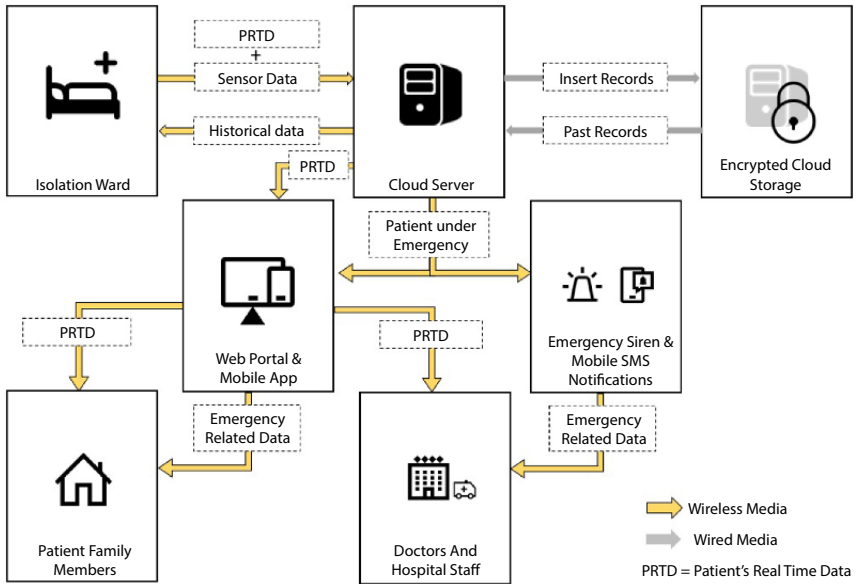 PRTD
+
Sensor Data
Insert Records
Historical data
Past Records
PRTD
Isolation Ward
Cloud Server
Encrypted Cloud
Storage
Patient under
Emergency
PRTD
PRTD
Web Portal &
Mobile App
Emergency Siren &
Mobile SMS
Notifications
Emergency
Related Data
Emergency
Related Data
Patient Family
Members
Doctors And
Hospital Staff
Wireless Media
Wired Media
PRTD = Patient's Real Time Data